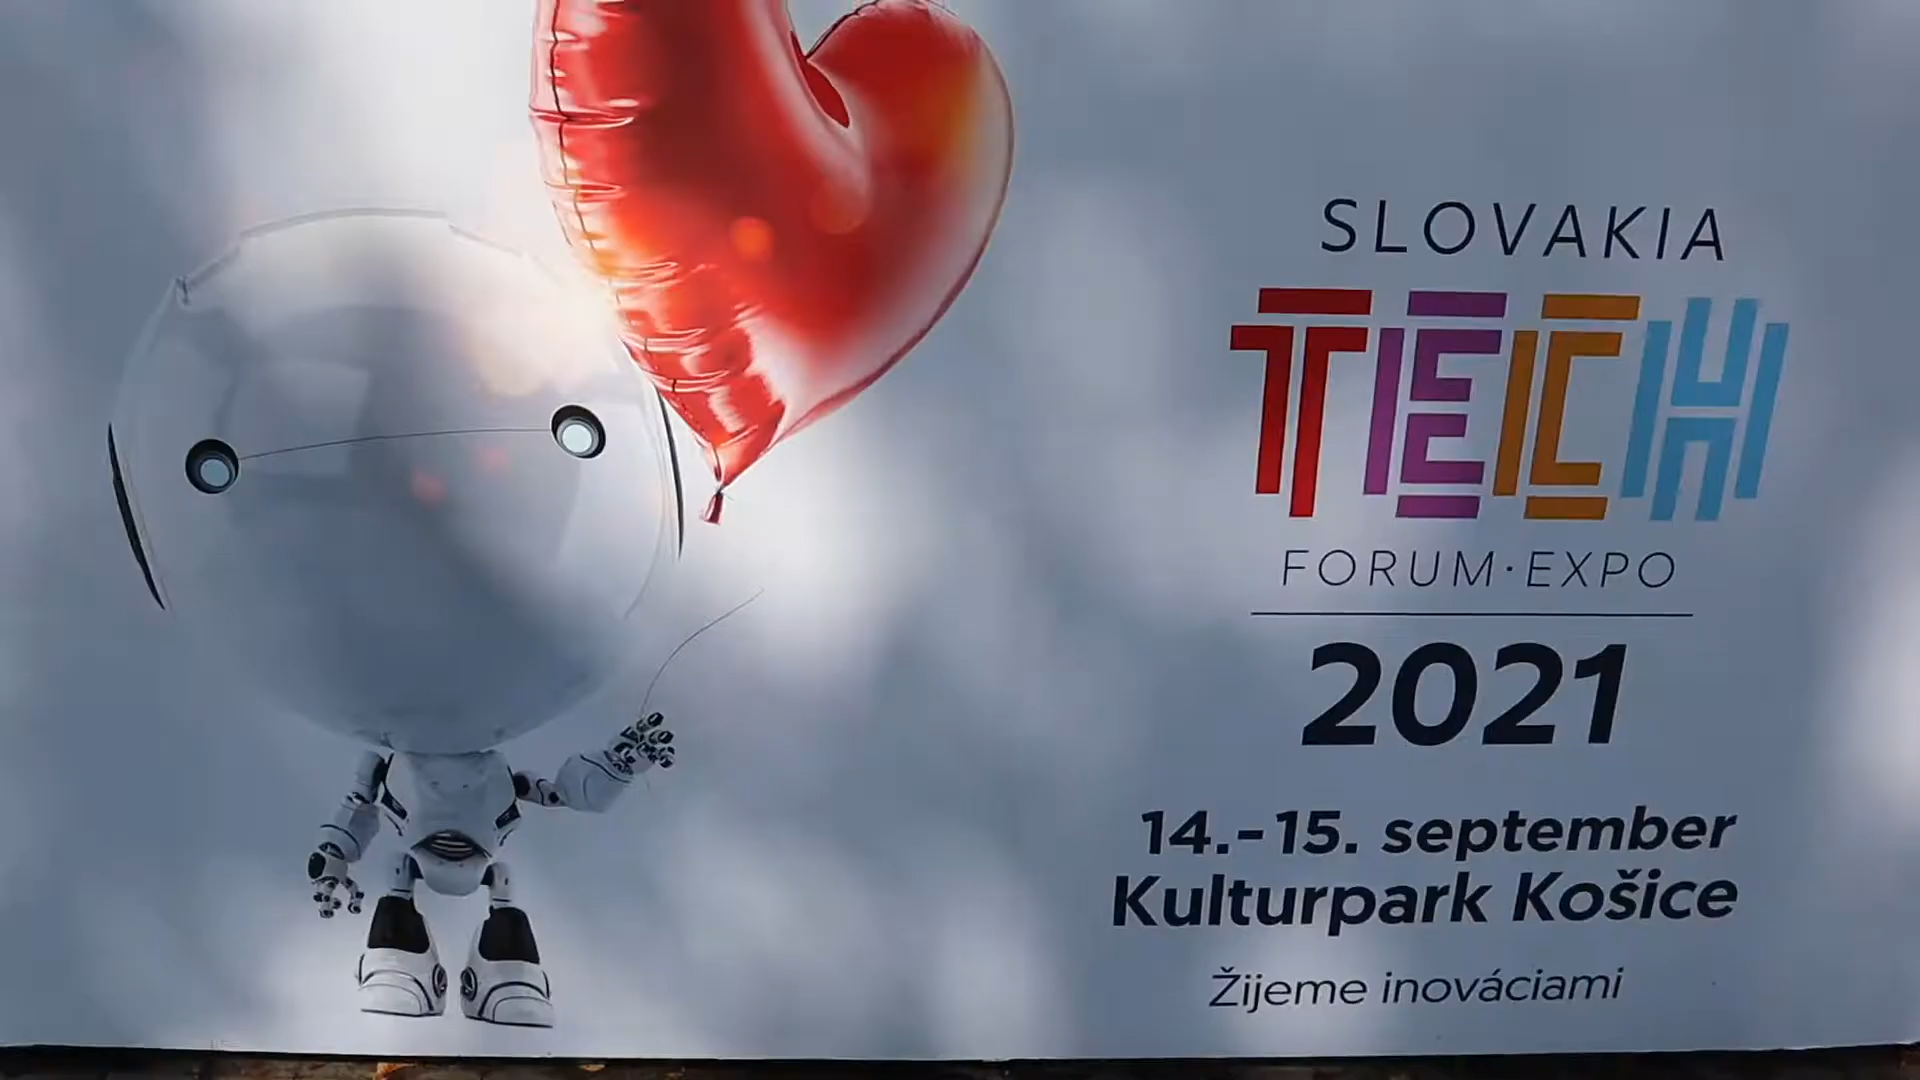 SLOVAKIA
TECH
FORUM·EXPO
2021
14.-15. september
Kulturpark Košice
Žijeme inováciami